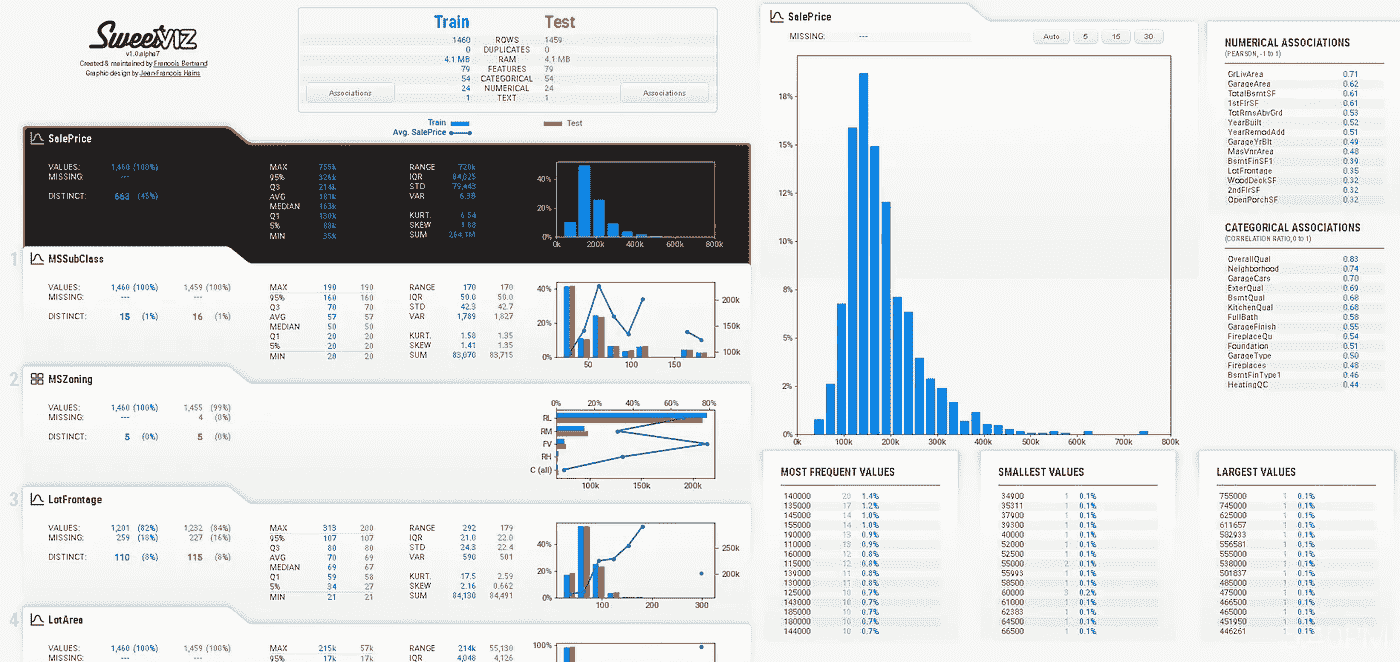 SweetVIZ
v1.0.alpha7
Created & maintained by Francois Bertrand
Graphic design by Jean-Francois Hains
Train Test
1460 ROWS 1459
0 DUPLICATES 0
4.1 MB RAM 4.1 MB
79 FEATURES 79
54 CATEGORICAL 54
24 NUMERICAL 24
1 TEXT 1
Associations Associations
Train Test
Avg. SalePrice
SalePrice
VALUES: 1,460 (100%)
MISSING: ---
DISTINCT: 663 (45%)
MAX 755k
95% 326k
Q3 214k
AVG 181k
MEDIAN 163k
Q1 130k
5% 88k
MIN 35k
RANGE 720k
IQR 84,025
STD 79,443
VAR 6.3B
KURT. 6.54
SKEW 1.88
SUM
40%
20%
0%
0k 200k 400k 600k 800k
1 MSSubClass
VALUES: 1,460 (100%) 1,459 (100%)
MISSING: --- ---
DISTINCT: 15 (1%) 16 (1%)
MAX 190 190
95% 160 160
Q3 70 70
AVG 57 57
MEDIAN 50 50
Q1 20 20
5% 20 20
MIN 20 20
RANGE 170 170
IQR 50.0 50.0
STD 42.3 42.7
VAR 1,789 1,827
KURT. 1.58 1.35
SKEW 1.41 1.35
SUM 83,070 83,715
40%
20%
0%
200k
150k
100k
50 100 150
2 MSZoning
VALUES: 1,460 (100%) 1,455 (99%)
MISSING: --- 4 (0%)
DISTINCT: 5 (0%) 5 (0%)
0% 20% 40% 60% 80%
RL
RM
FV
RH
C (all)
100k 150k 200k
3 LotFrontage
VALUES: 1,201 (82%) 1,232 (84%)
MISSING: 259 (18%) 227 (16%)
DISTINCT: 110 (8%) 115 (8%)
MAX 313 200
95% 107 107
Q3 80 80
AVG 70 69
MEDIAN 69 67
Q1 59 58
5% 34 27
MIN 21 21
RANGE 292 179
IQR 21.0 22.0
STD 24.3 22.4
VAR 590 501
KURT. 17.5 2.59
SKEW 2.16 0.662
SUM 84,130 84,491
40%
20%
0%
250k
200k
100 200 300
4 LotArea
VALUES: 1,460 (100%) 1,459 (100%)
MISSING: --- ---
MAX 215k 57k
95% 17k 17k
RANGE 214k 55,130
IQR 4,048 4,126
100%
SalePrice
MISSING: ---
Auto 5 15 30
18%
15%
12%
10%
8%
5%
2%
0%
0k 100k 200k 300k 400k 500k 600k 700k 800k
NUMERICAL ASSOCIATIONS
(PEARSON, -1 to 1)
GrLivArea 0.71
GarageArea 0.62
TotalBsmtSF 0.61
1stFlrSF 0.61
TotRmsAbvGrd 0.53
YearBuilt 0.52
YearRemodAdd 0.51
GarageYrBlt 0.49
MasVnrArea 0.48
BsmtFinSF1 0.39
LotFrontage 0.35
WoodDeckSF 0.32
2ndFlrSF 0.32
OpenPorchSF 0.32
CATEGORICAL ASSOCIATIONS
(CORRELATION RATIO, 0 to 1)
OverallQual 0.83
Neighborhood 0.74
GarageCars 0.70
ExterQual 0.69
BsmtQual 0.68
KitchenQual 0.68
FullBath 0.58
GarageFinish 0.55
FireplaceQu 0.54
Foundation 0.51
GarageType 0.50
Fireplaces 0.48
BsmtFinType1 0.46
HeatingQC 0.44
MOST FREQUENT VALUES
140000 20 1.4%
135000 17 1.2%
145000 14 1.0%
155000 14 1.0%
190000 13 0.9%
110000 13 0.9%
160000 12 0.8%
115000 12 0.8%
139000 11 0.8%
130000 11 0.8%
125000 10 0.7%
143000 10 0.7%
185000 10 0.7%
180000 10 0.7%
144000 10 0.7%
SMALLEST VALUES
34900 1 0.1%
35311 1 0.1%
37900 1 0.1%
39300 1 0.1%
40000 1 0.1%
52000 1 0.1%
52500 1 0.1%
55000 2 0.1%
55993 1 0.1%
58500 1 0.1%
60000 3 0.2%
61000 1 0.1%
62383 1 0.1%
64500 1 0.1%
66500 1 0.1%
LARGEST VALUES
755000 1 0.1%
745000 1 0.1%
625000 1 0.1%
611657 1 0.1%
582933 1 0.1%
556581 1 0.1%
555000 1 0.1%
538000 1 0.1%
501837 1 0.1%
485000 1 0.1%
475000 1 0.1%
466500 1 0.1%
465000 1 0.1%
451950 1 0.1%
446261 1 0.1%